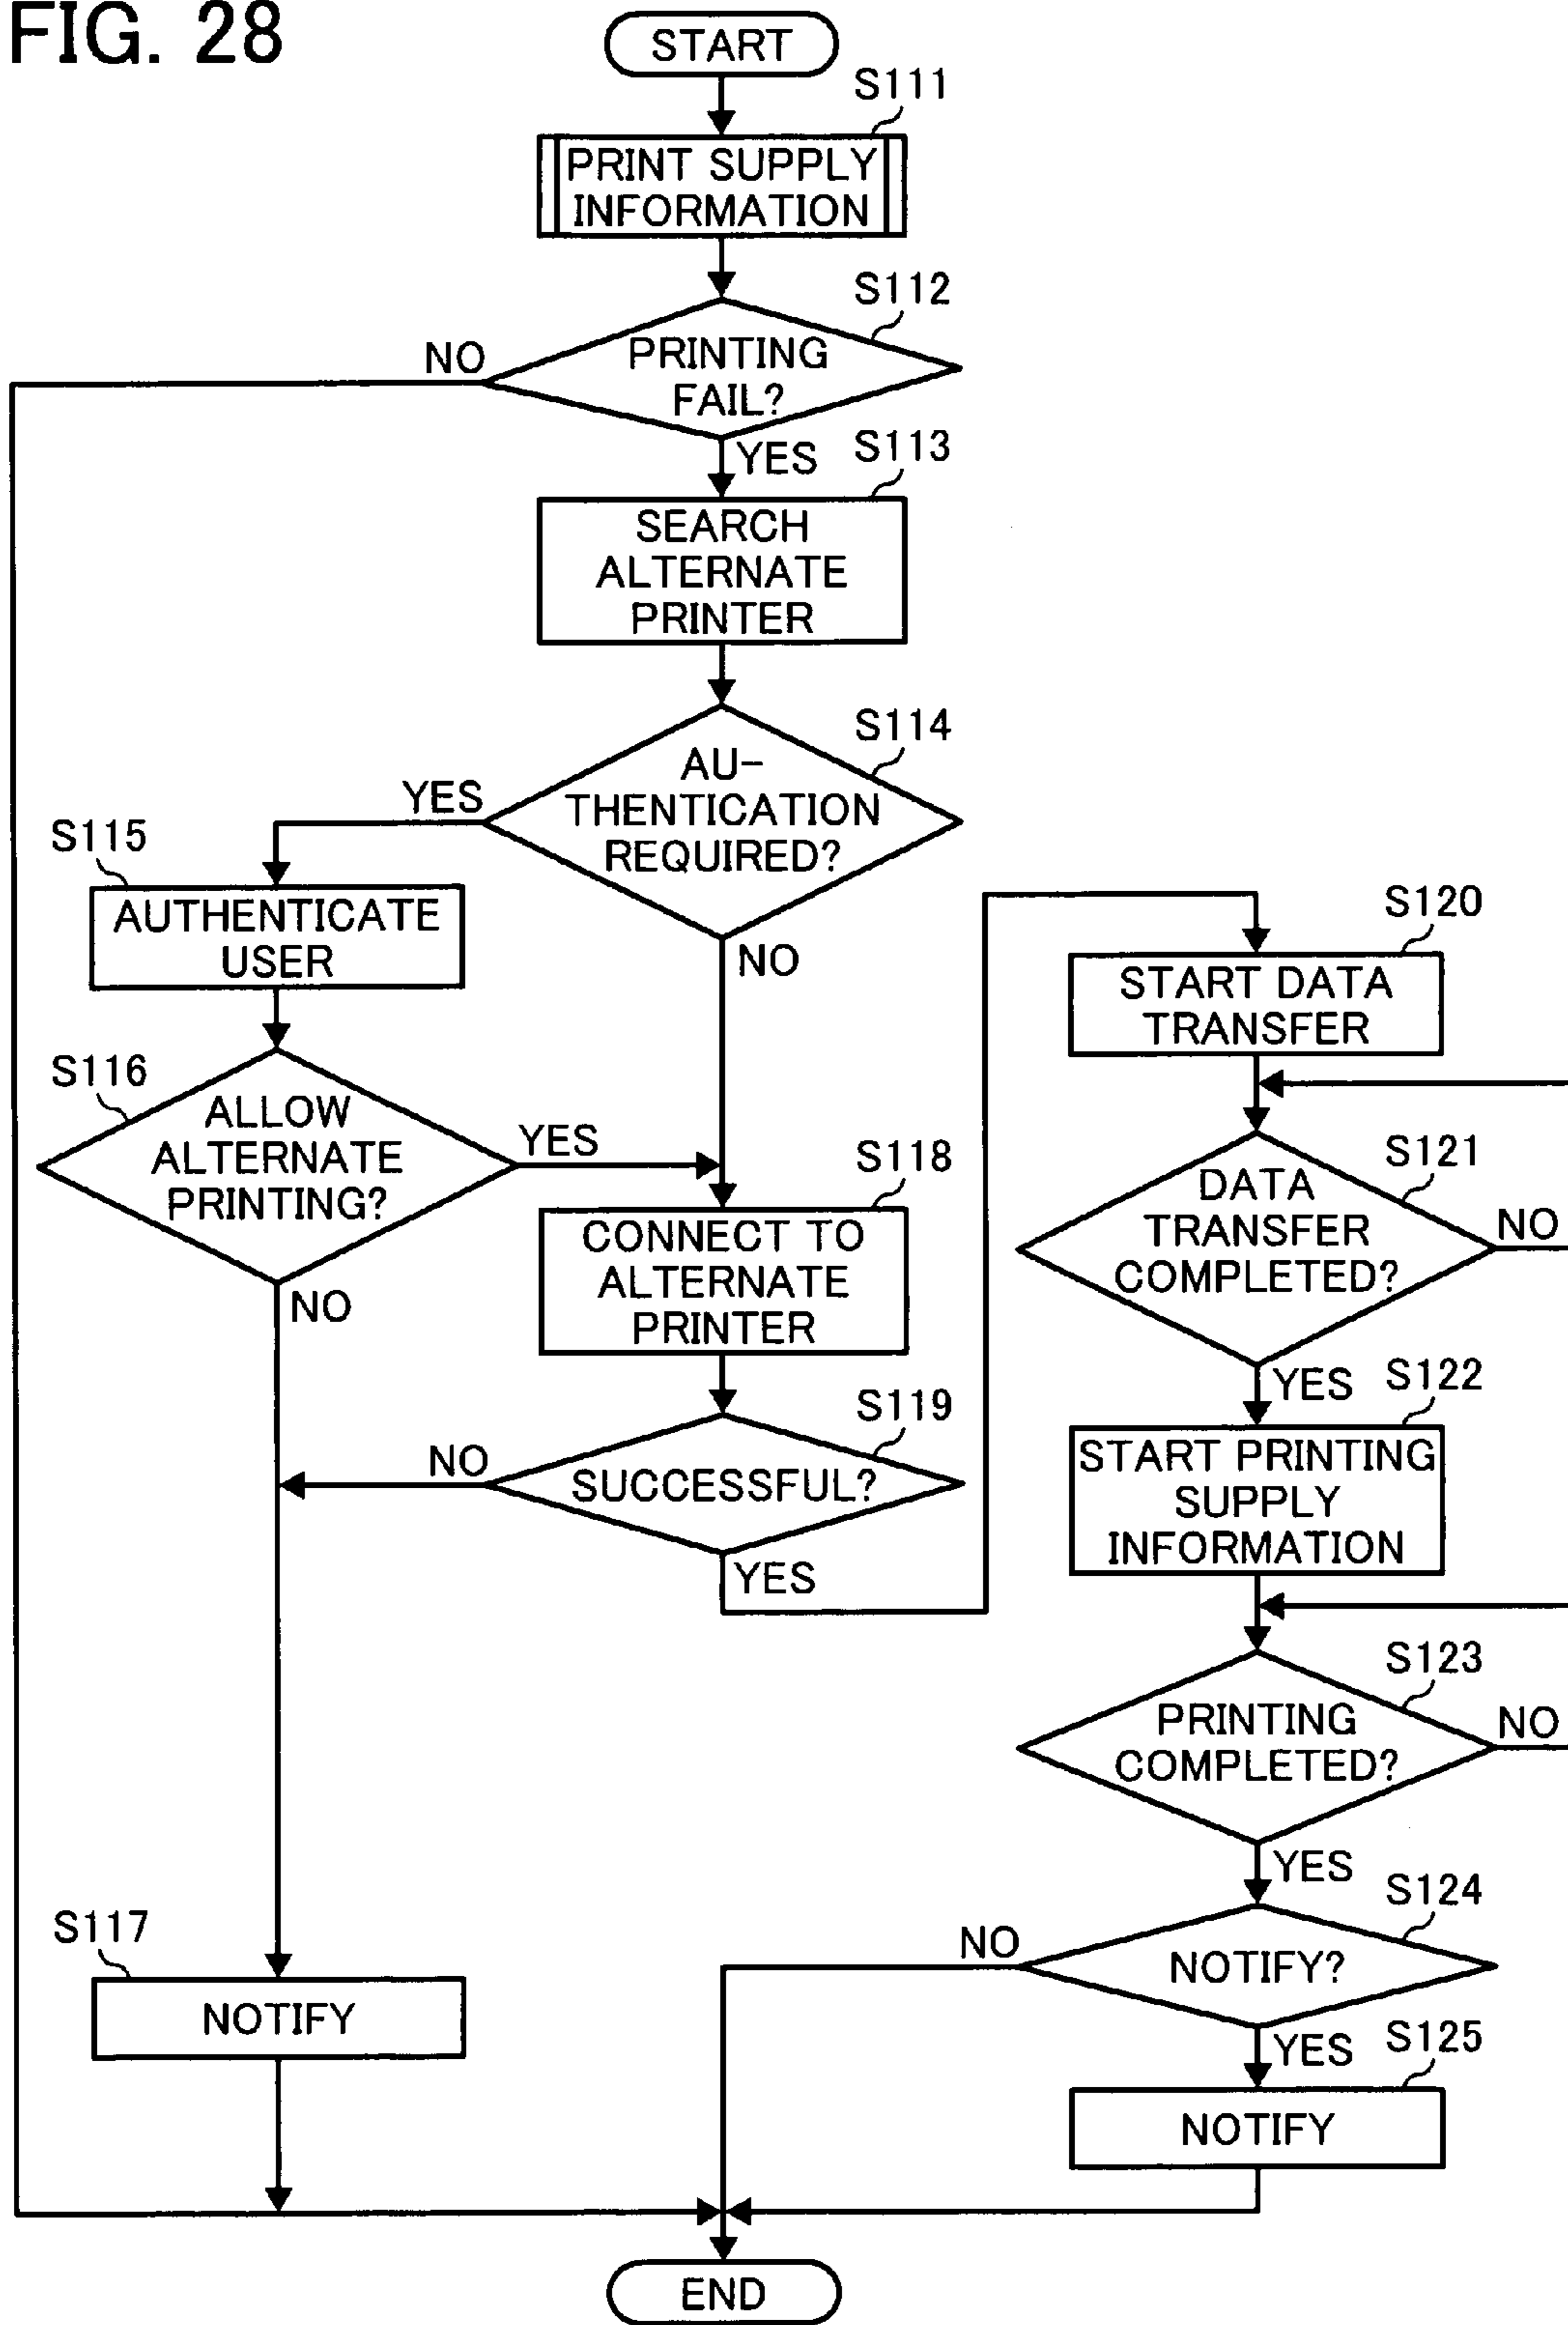 FIG. 28
START
S111
PRINT SUPPLY
INFORMATION
S112
PRINTING
FAIL?
NO
YES
S113
SEARCH
ALTERNATE
PRINTER
S114
AU-
THENTICATION
REQUIRED?
YES
NO
S115
AUTHENTICATE
USER
S116
ALLOW
ALTERNATE
PRINTING?
YES
NO
S118
CONNECT TO
ALTERNATE
PRINTER
S119
SUCCESSFUL?
NO
YES
S117
NOTIFY
S120
START DATA
TRANSFER
S121
DATA
TRANSFER
COMPLETED?
NO
YES
S122
START PRINTING
SUPPLY
INFORMATION
S123
PRINTING
COMPLETED?
NO
YES
S124
NOTIFY?
NO
YES
S125
NOTIFY
END